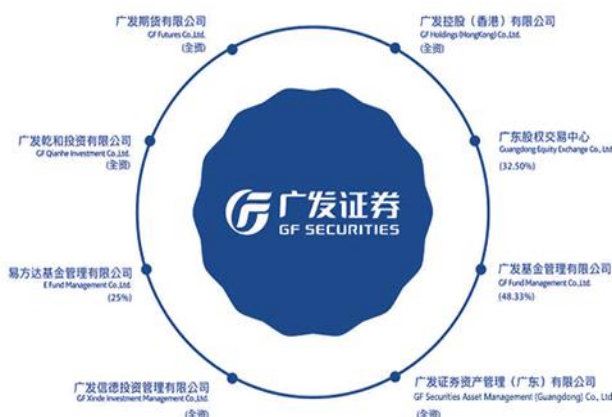 广发期货有限公司
GF Futures Co.,Ltd.
(全资)
广发控股（香港）有限公司
GF Holdings (HongKong) Co.,Ltd.
(全资)
广发乾和投资有限公司
GF Qianhe Investment Co.,Ltd.
(全资)
广东股权交易中心
Guangdong Equity Exchange Co., Ltd
(32.50%)
广发证券
GF SECURITIES
易方达基金管理有限公司
E Fund Management Co.,Ltd.
(25%)
广发基金管理有限公司
GF Fund Management Co.,Ltd.
(48.33%)
广发信德投资管理有限公司
GF Xinde Investment Management Co.,Ltd.
(全资)
广发证券资产管理（广东）有限公司
GF Securities Asset Management (Guangdong) Co., Ltd.
(全资)